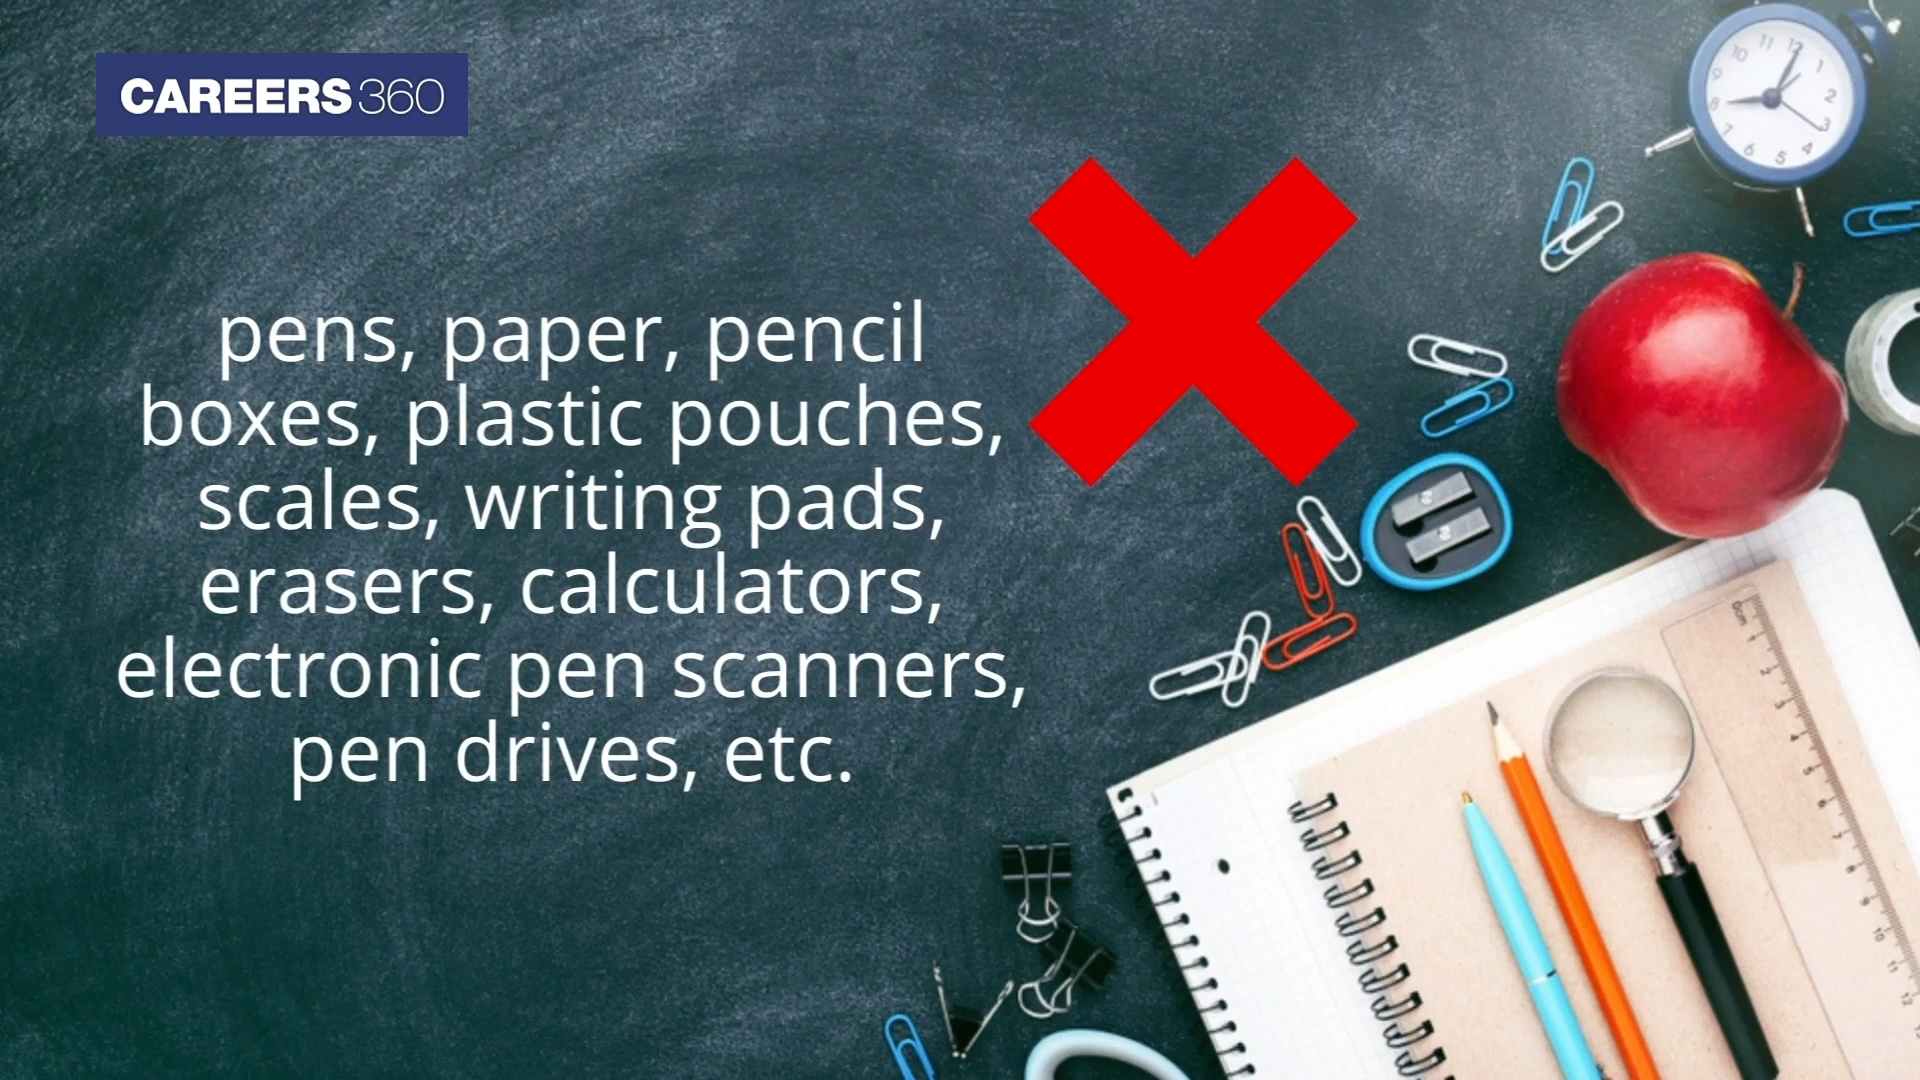 CAREERS360
pens, paper, pencil
boxes, plastic pouches,
scales, writing pads,
erasers, calculators,
electronic pen scanners,
pen drives, etc.